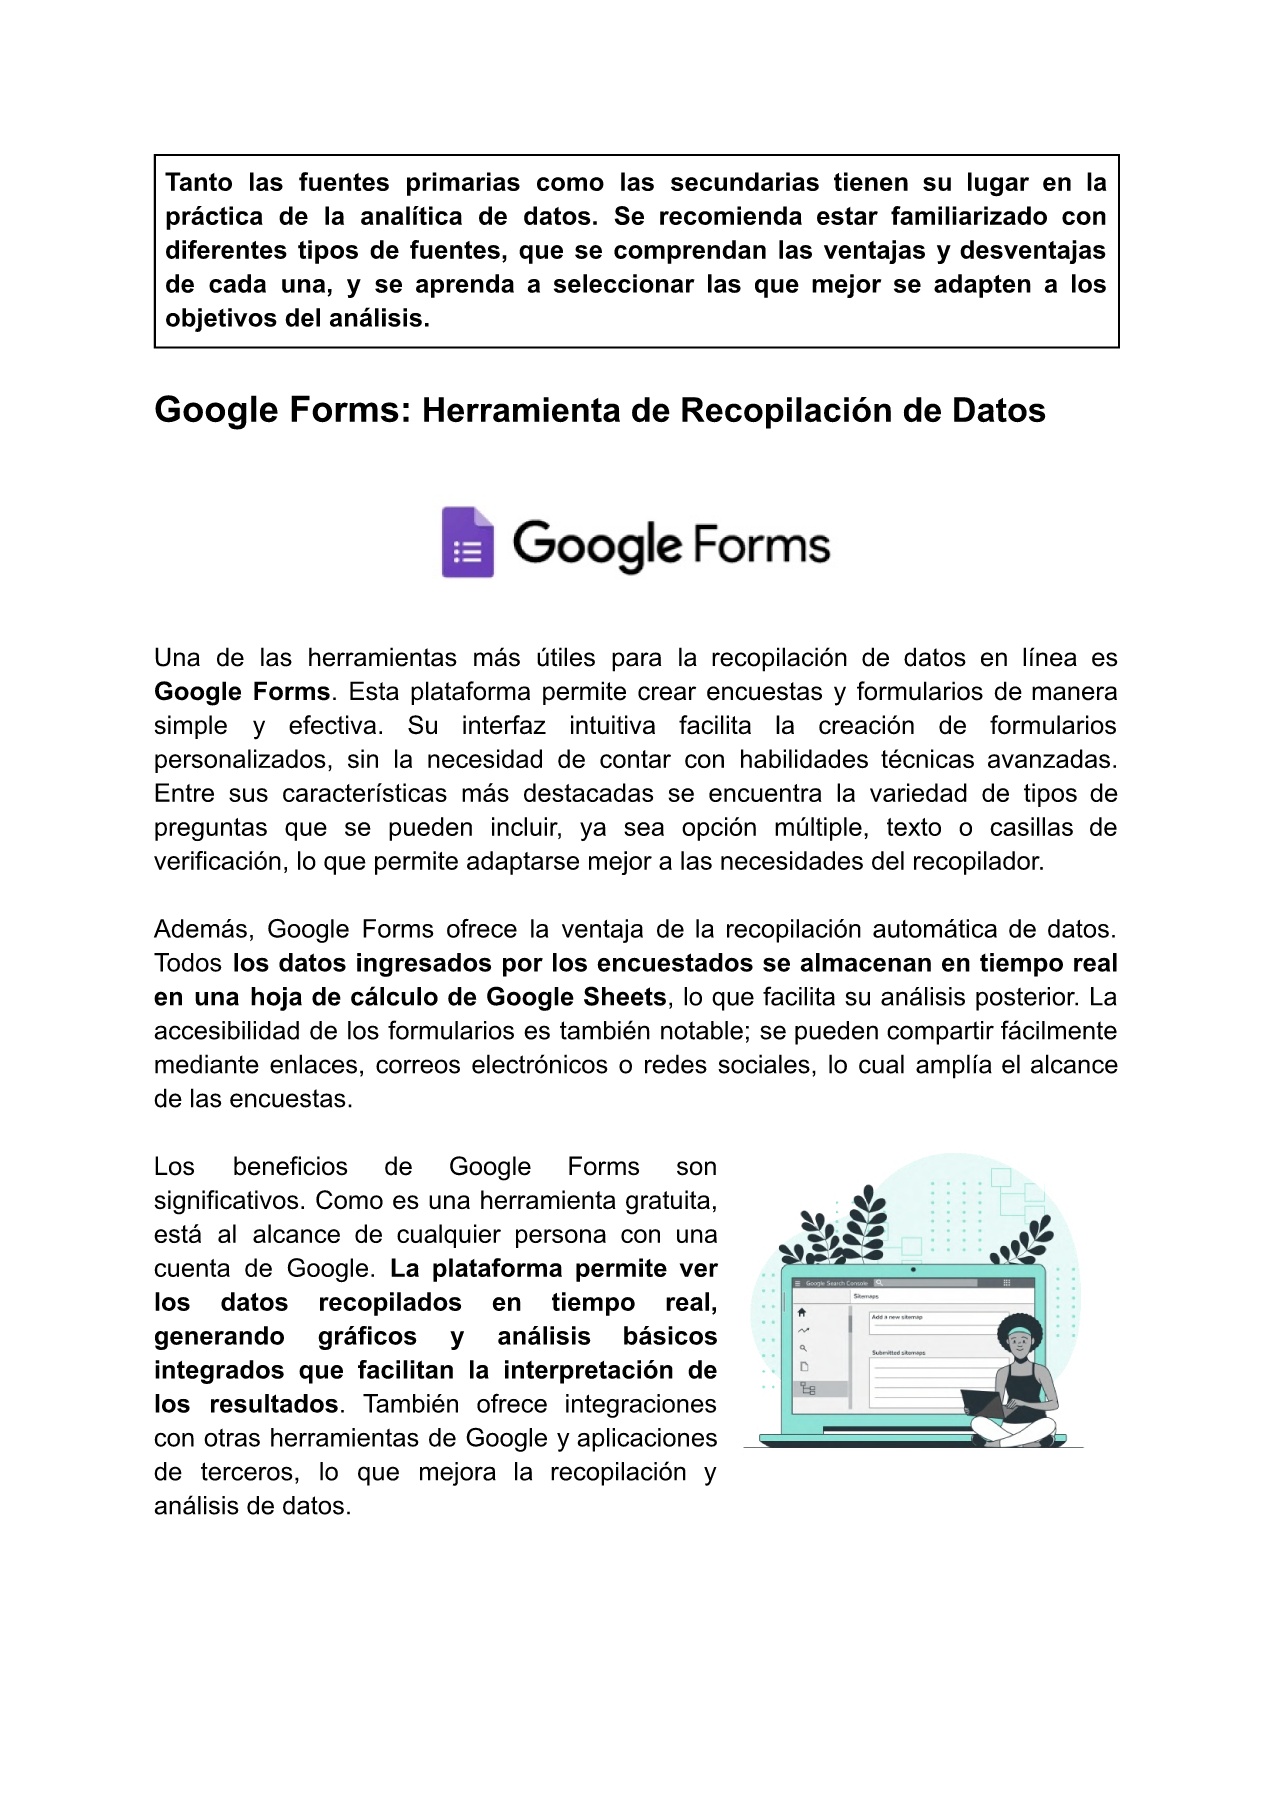 Tanto las fuentes primarias como las secundarias tienen su lugar en la
práctica de la analítica de datos. Se recomienda estar familiarizado con
diferentes tipos de fuentes, que se comprendan las ventajas y desventajas
de cada una, y se aprenda a seleccionar las que mejor se adapten a los
objetivos del análisis.
Google Forms: Herramienta de Recopilación de Datos
Google Forms
Una de las herramientas más útiles para la recopilación de datos en línea es
Google Forms. Esta plataforma permite crear encuestas y formularios de manera
simple y efectiva. Su interfaz intuitiva facilita la creación de formularios
personalizados, sin la necesidad de contar con habilidades técnicas avanzadas.
Entre sus características más destacadas se encuentra la variedad de tipos de
preguntas que se pueden incluir, ya sea opción múltiple, texto o casillas de
verificación, lo que permite adaptarse mejor a las necesidades del recopilador.
Además, Google Forms ofrece la ventaja de la recopilación automática de datos.
Todos los datos ingresados por los encuestados se almacenan en tiempo real
en una hoja de cálculo de Google Sheets, lo que facilita su análisis posterior. La
accesibilidad de los formularios es también notable; se pueden compartir fácilmente
mediante enlaces, correos electrónicos o redes sociales, lo cual amplía el alcance
de las encuestas.
Los beneficios de Google Forms son
significativos. Como es una herramienta gratuita,
está al alcance de cualquier persona con una
cuenta de Google. La plataforma permite ver
los datos recopilados en tiempo real,
generando gráficos y análisis básicos
integrados que facilitan la interpretación de
los resultados. También ofrece integraciones
con otras herramientas de Google y aplicaciones
de terceros, lo que mejora la recopilación y
análisis de datos.
Google Search Console
Sitemaps
Add a new sitemap
Submitted sitemaps